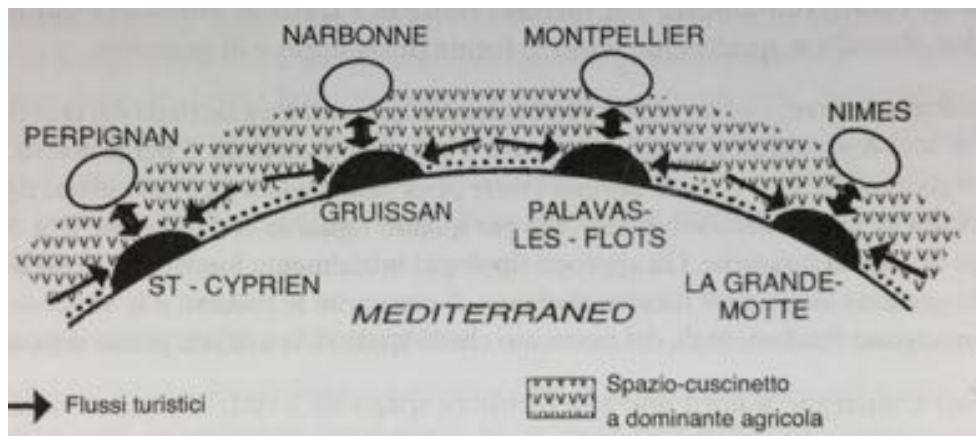 NARBONNE
MONTPELLIER
PERPIGNAN
NIMES
GRUISSAN
PALAVAS-
LES - FLOTS
ST - CYPRIEN
LA GRANDE-
MOTTE
MEDITERRANEO
Flussi turistici
Spazio-cuscinetto
a dominante agricola